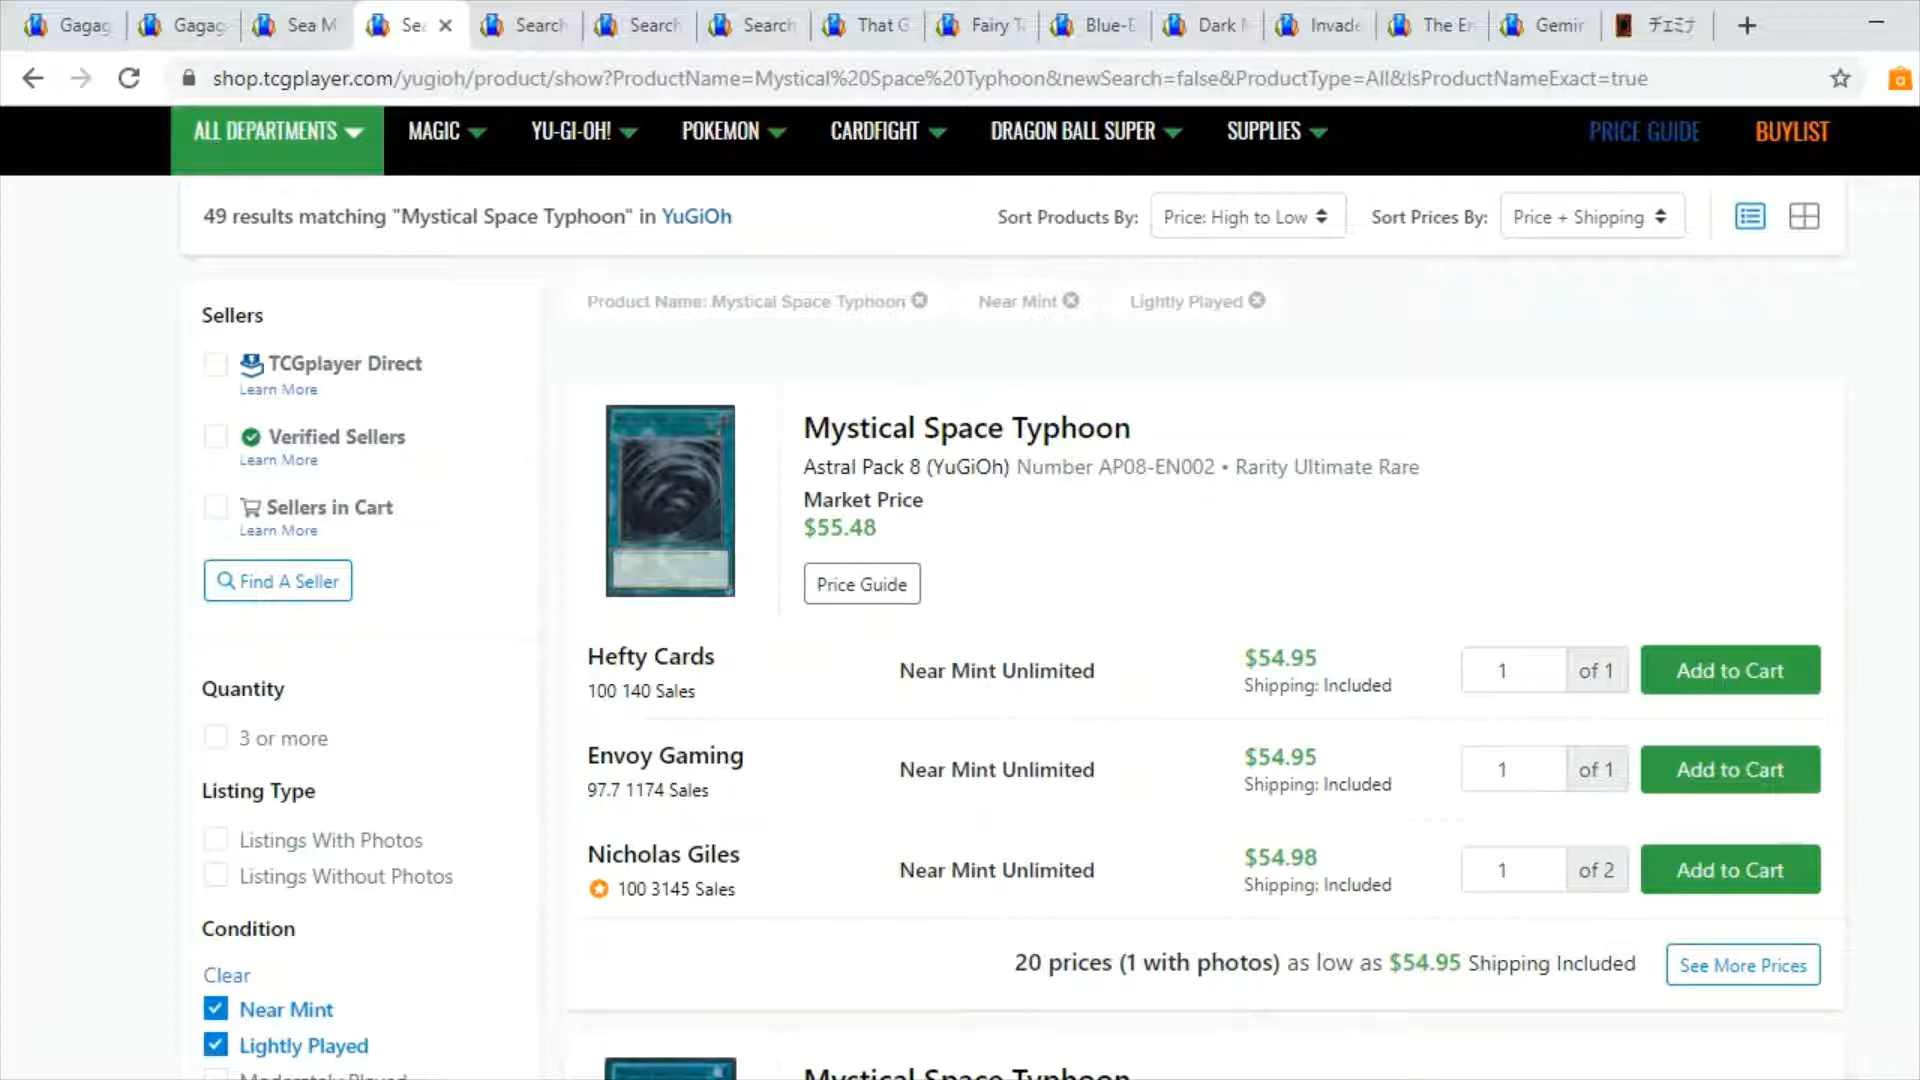 Gagag
Gagag
Sea M
Sea
Search
Search
Search
That G
Fairy T
Blue-E
Dark
Invade
The En
Gemin
チェミナ
shop.tcgplayer.com/yugioh/product/show?ProductName=Mystical%20Space%20Typhoon&newSearch=false&ProductType=All&IsProductNameExact=true
ALL DEPARTMENTS MAGIC YU-GI-OH! POKEMON CARDFIGHT DRAGON BALL SUPER SUPPLIES PRICE GUIDE BUYLIST
49 results matching "Mystical Space Typhoon" in YuGiOh
Sort Products By: Price: High to Low Sort Prices By: Price + Shipping
Product Name: Mystical Space Typhoon Near Mint Lightly Played
Sellers
TCGplayer Direct
Learn More
Verified Sellers
Learn More
Sellers in Cart
Learn More
Find A Seller
Quantity
3 or more
Listing Type
Listings With Photos
Listings Without Photos
Condition
Clear
Near Mint
Lightly Played
Moderately Played
Mystical Space Typhoon
Astral Pack 8 (YuGiOh) Number AP08-EN002 • Rarity Ultimate Rare
Market Price
$55.48
Price Guide
Hefty Cards
100 140 Sales
Near Mint Unlimited
$54.95
Shipping: Included
1 of 1
Add to Cart
Envoy Gaming
97.7 1174 Sales
Near Mint Unlimited
$54.95
Shipping: Included
1 of 1
Add to Cart
Nicholas Giles
100 3145 Sales
Near Mint Unlimited
$54.98
Shipping: Included
1 of 2
Add to Cart
20 prices (1 with photos) as low as $54.95 Shipping Included
See More Prices
Mystical Space Typhoon